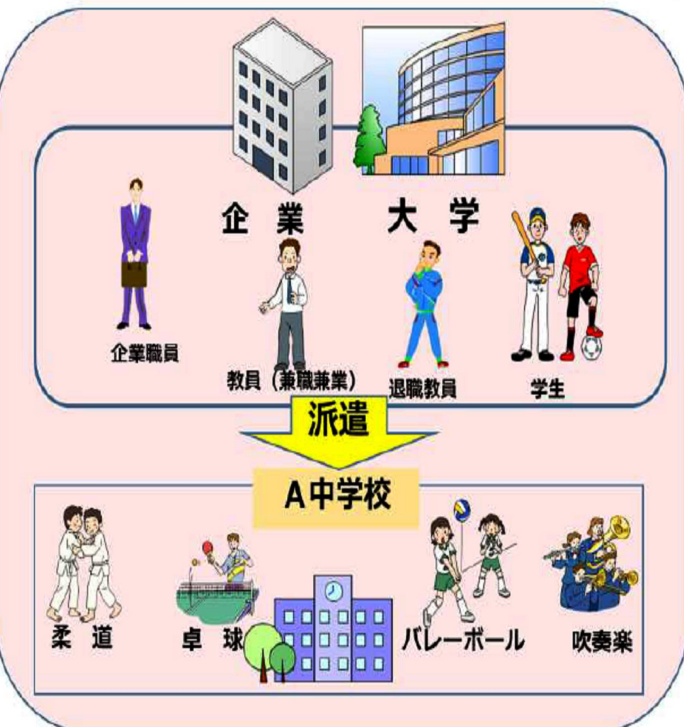 企業
大学
企業職員
教員（兼職兼業）
退職教員
学生
派遣
A中学校
柔道
卓球
バレーボール
吹奏楽